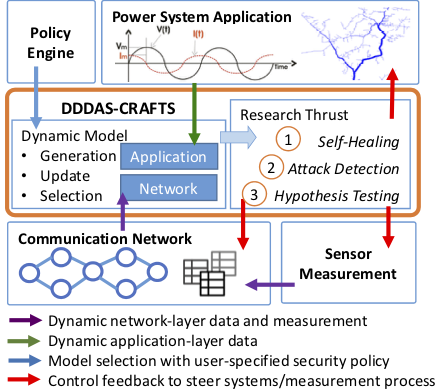 Policy
Engine
Power System Application
V(t)
I(t)
Vm
Im
Time
DDDAS-CRAFTS
Dynamic Model
• Generation
• Update
• Selection
Application
Network
Research Thrust
1 Self-Healing
2 Attack Detection
3 Hypothesis Testing
Communication Network
Sensor
Measurement
Dynamic network-layer data and measurement
Dynamic application-layer data
Model selection with user-specified security policy
Control feedback to steer systems/measurement process